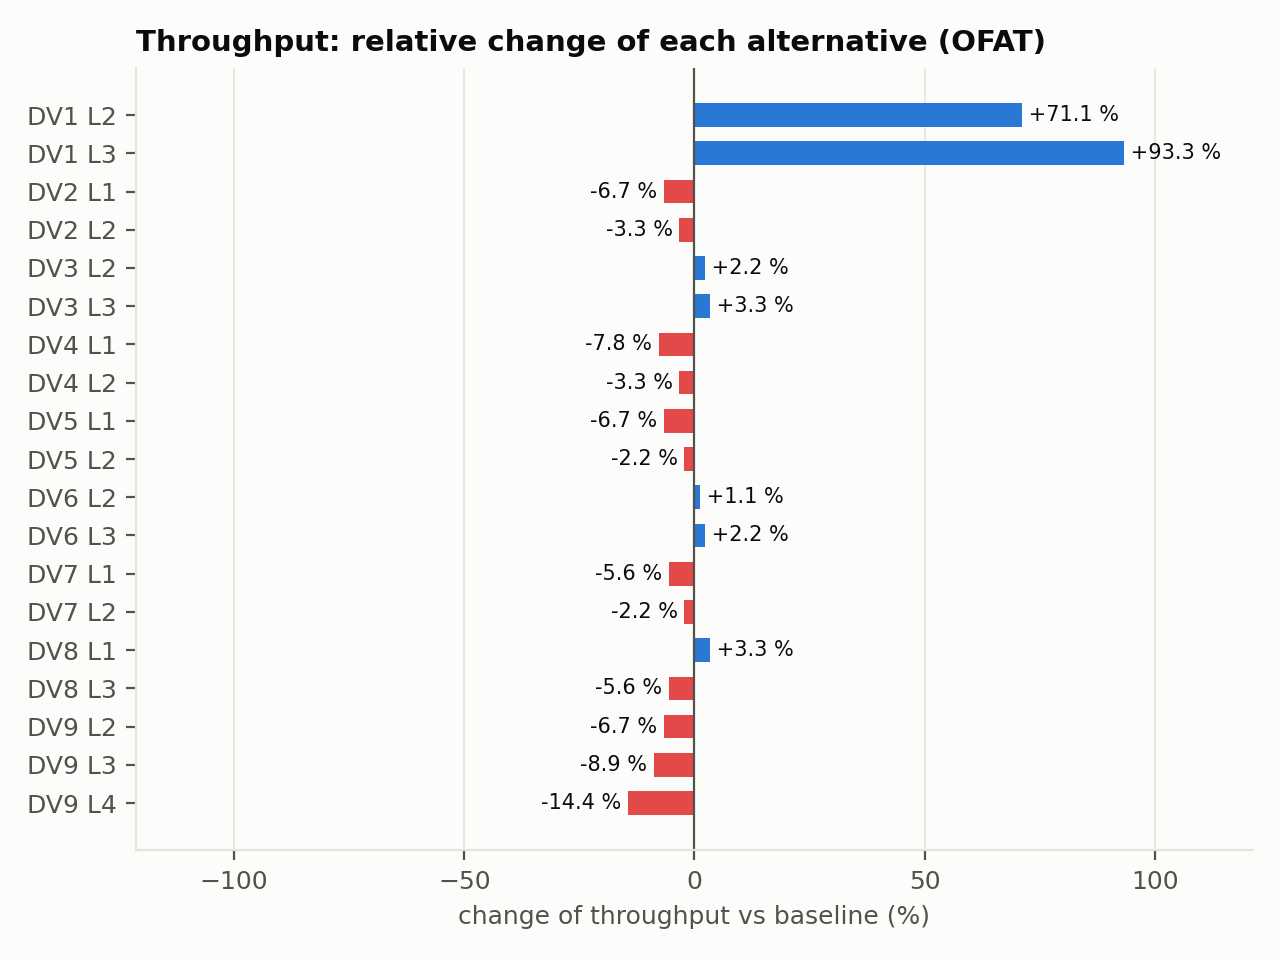 Throughput: relative change of each alternative (OFAT)
DV1 L2 +71.1 %
DV1 L3 +93.3 %
DV2 L1 -6.7 %
DV2 L2 -3.3 %
DV3 L2 +2.2 %
DV3 L3 +3.3 %
DV4 L1 -7.8 %
DV4 L2 -3.3 %
DV5 L1 -6.7 %
DV5 L2 -2.2 %
DV6 L2 +1.1 %
DV6 L3 +2.2 %
DV7 L1 -5.6 %
DV7 L2 -2.2 %
DV8 L1 +3.3 %
DV8 L3 -5.6 %
DV9 L2 -6.7 %
DV9 L3 -8.9 %
DV9 L4 -14.4 %
−100 −50 0 50 100
change of throughput vs baseline (%)